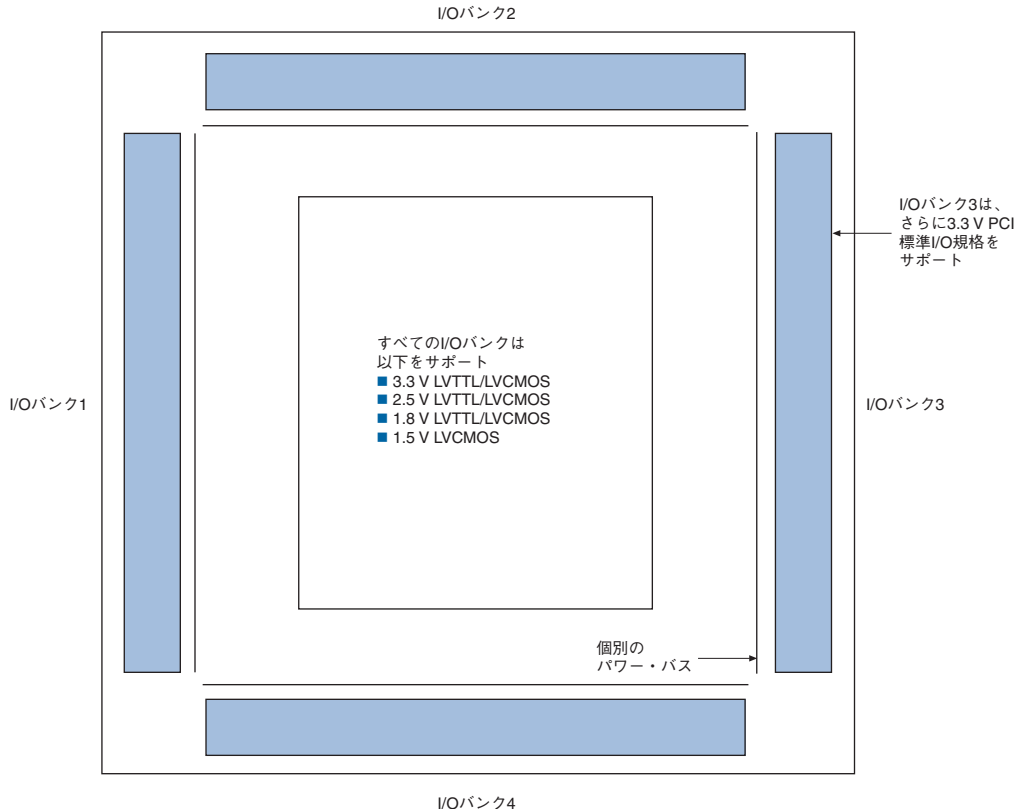 I/Oバンク2
I/Oバンク3は、
さらに3.3 V PCI
標準I/O規格を
サポート
すべてのI/Oバンクは
以下をサポート
■ 3.3 V LVTTL/LVCMOS
■ 2.5 V LVTTL/LVCMOS
■ 1.8 V LVTTL/LVCMOS
■ 1.5 V LVCMOS
I/Oバンク1
I/Oバンク3
個別の
パワー・バス
I/Oバンク4